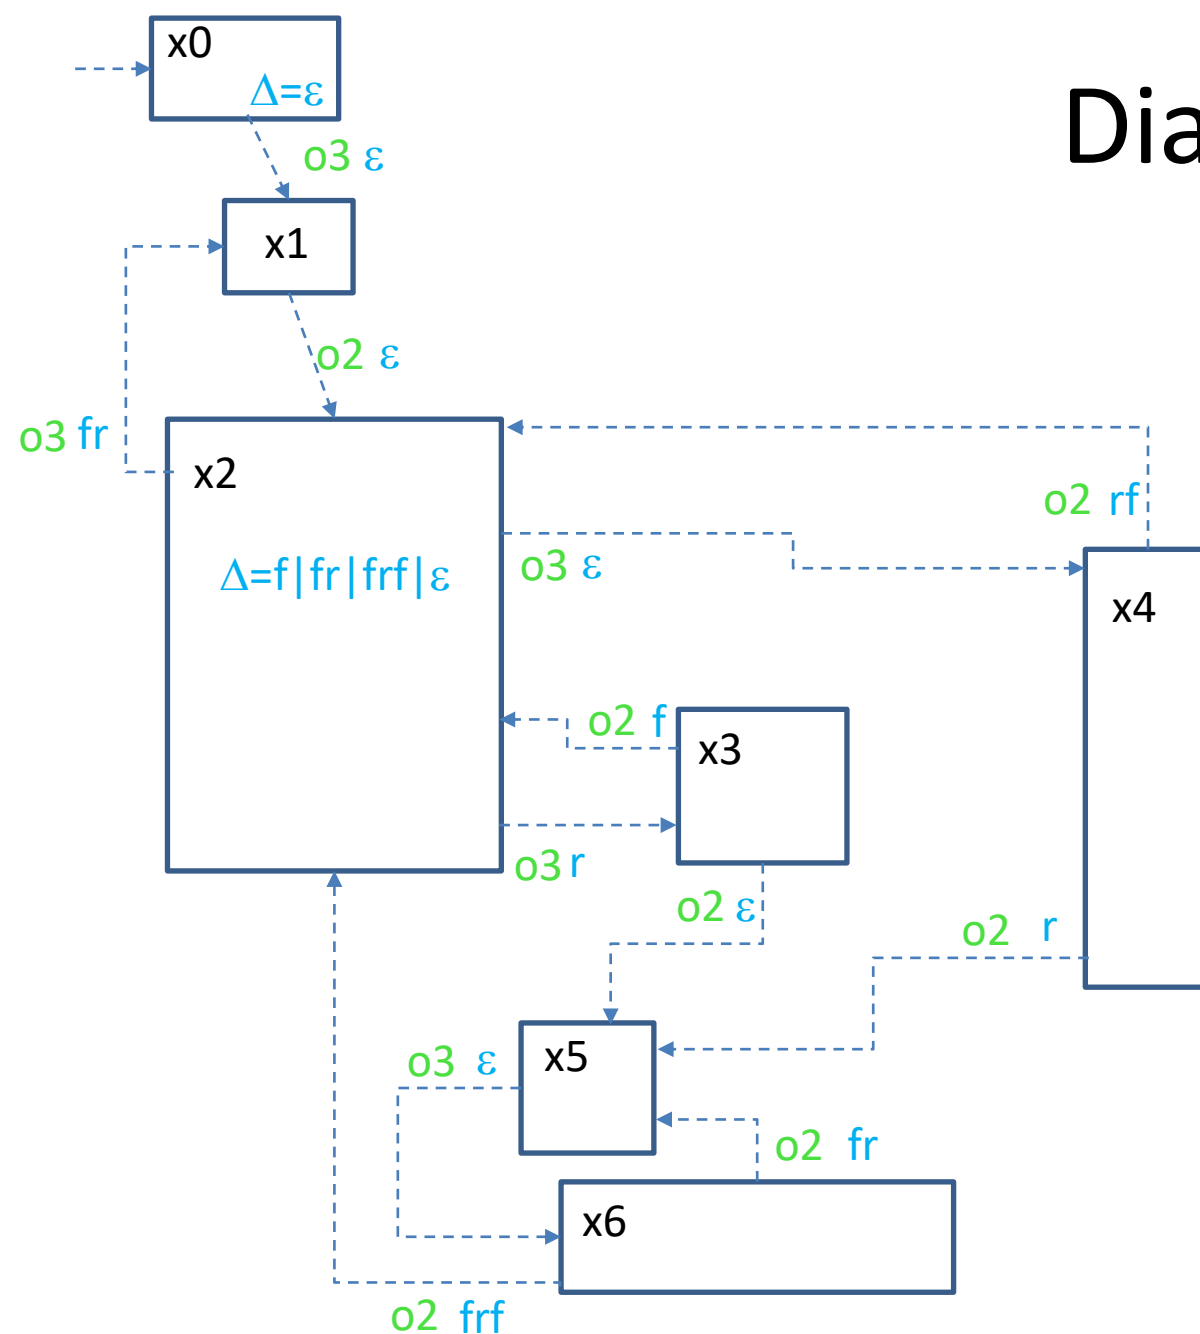 x0
Δ=ε
Dia
o3 ε
x1
o2 ε
o3 fr
x2
o2 rf
o3 ε
Δ=f|fr|frf|ε
x4
o2 f
x3
o3 r
o2 ε
o2 r
x5
o3 ε
o2 fr
x6
o2 frf